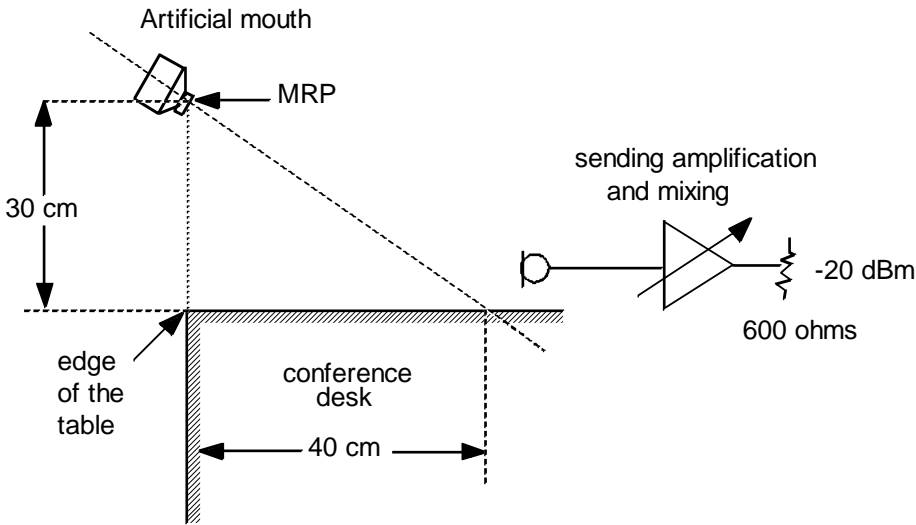 Artificial mouth
MRP
sending amplification
and mixing
30 cm
-20 dBm
600 ohms
edge
of the
table
conference
desk
40 cm